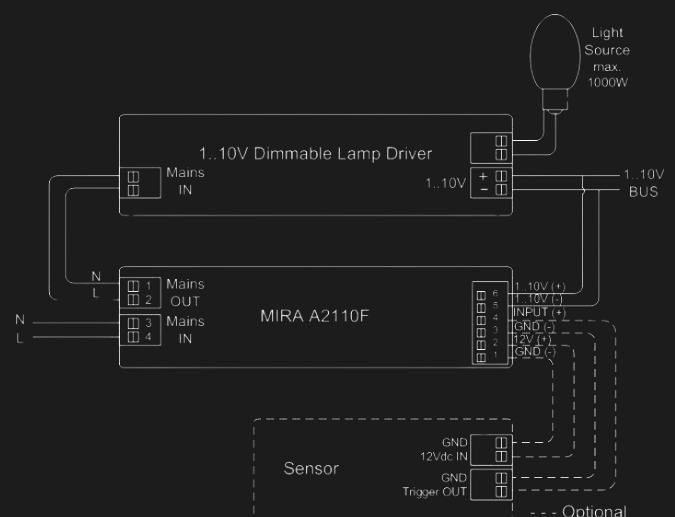 Light
Source
max.
1000W
1..10V Dimmable Lamp Driver
Mains
IN
1..10V
+
−
1..10V
BUS
N
L
1
2
Mains
OUT
N
L
3
4
Mains
IN
MIRA A2110F
6 1..10V (+)
5 1..10V (-)
4 INPUT (+)
3 GND (-)
2 12V (+)
1 GND (-)
Sensor
GND
12Vdc IN
GND
Trigger OUT
--- Optional